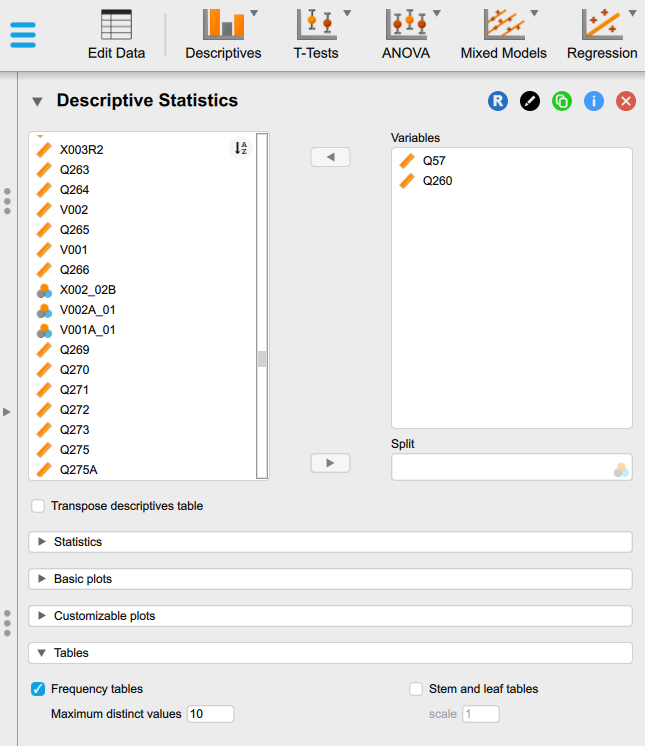 Edit Data
Descriptives
T-Tests
ANOVA
Mixed Models
Regression
Descriptive Statistics
R
i
X003R2
A
Z
Q263
Q264
V002
Q265
V001
Q266
X002_02B
V002A_01
V001A_01
Q269
Q270
Q271
Q272
Q273
Q275
Q275A
Variables
Q57
Q260
Split
Transpose descriptives table
Statistics
Basic plots
Customizable plots
Tables
Frequency tables
Stem and leaf tables
Maximum distinct values 10
scale 1